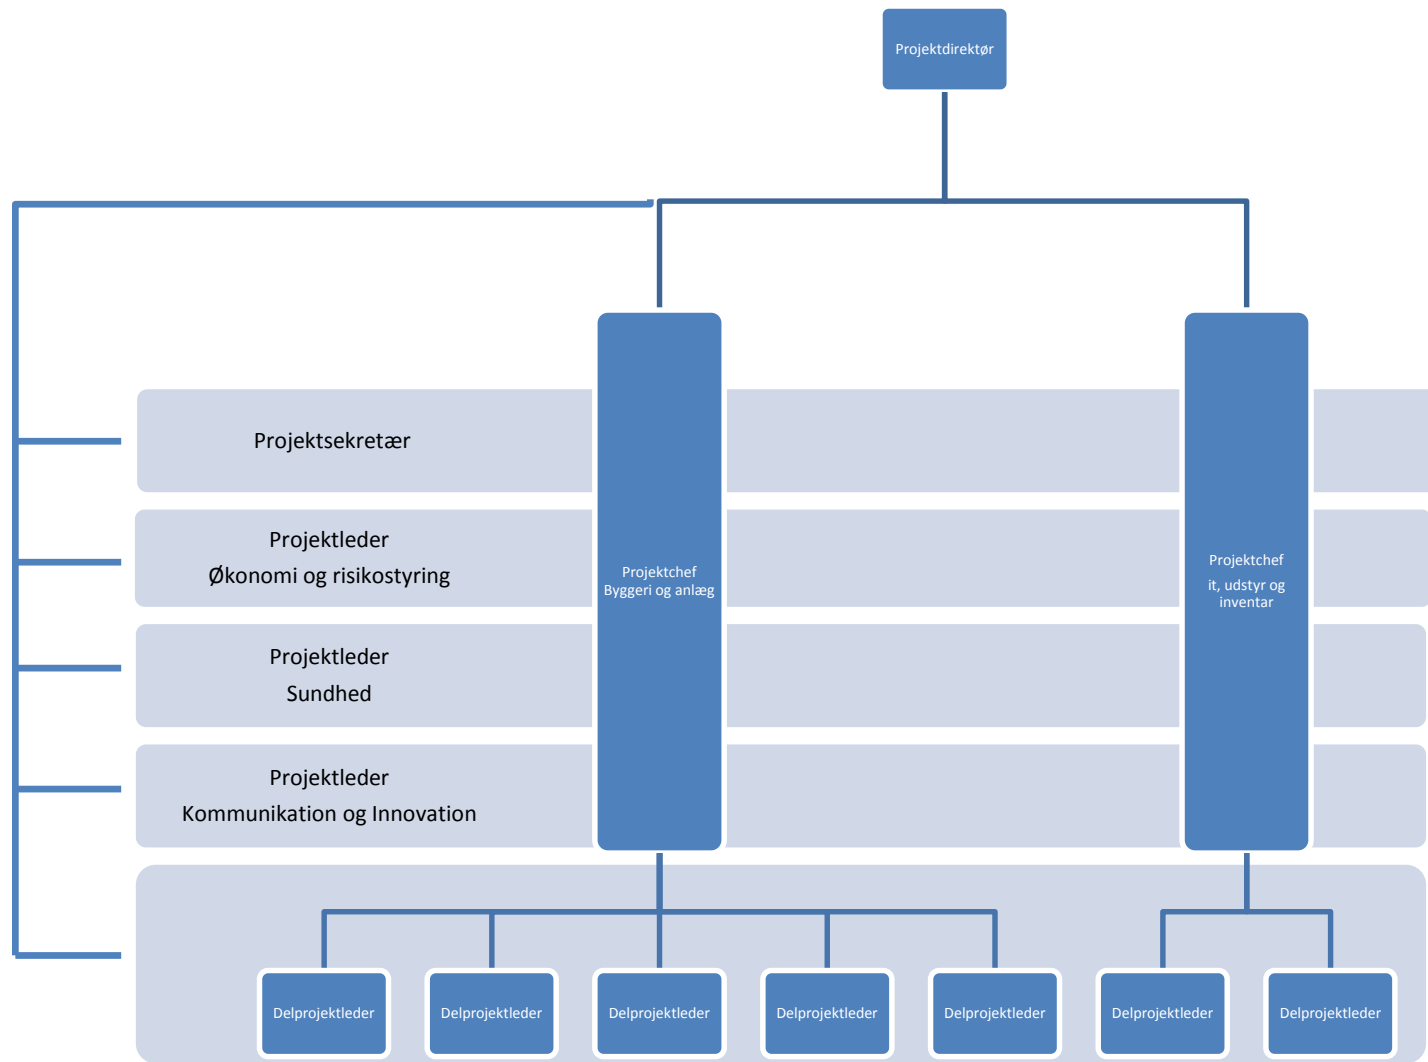 Projektdirektør
Projektsekretær
Projektleder
Økonomi og risikostyring
Projektleder
Sundhed
Projektleder
Kommunikation og Innovation
Projektchef
Byggeri og anlæg
Projektchef
it, udstyr og
inventar
Delprojektleder
Delprojektleder
Delprojektleder
Delprojektleder
Delprojektleder
Delprojektleder
Delprojektleder